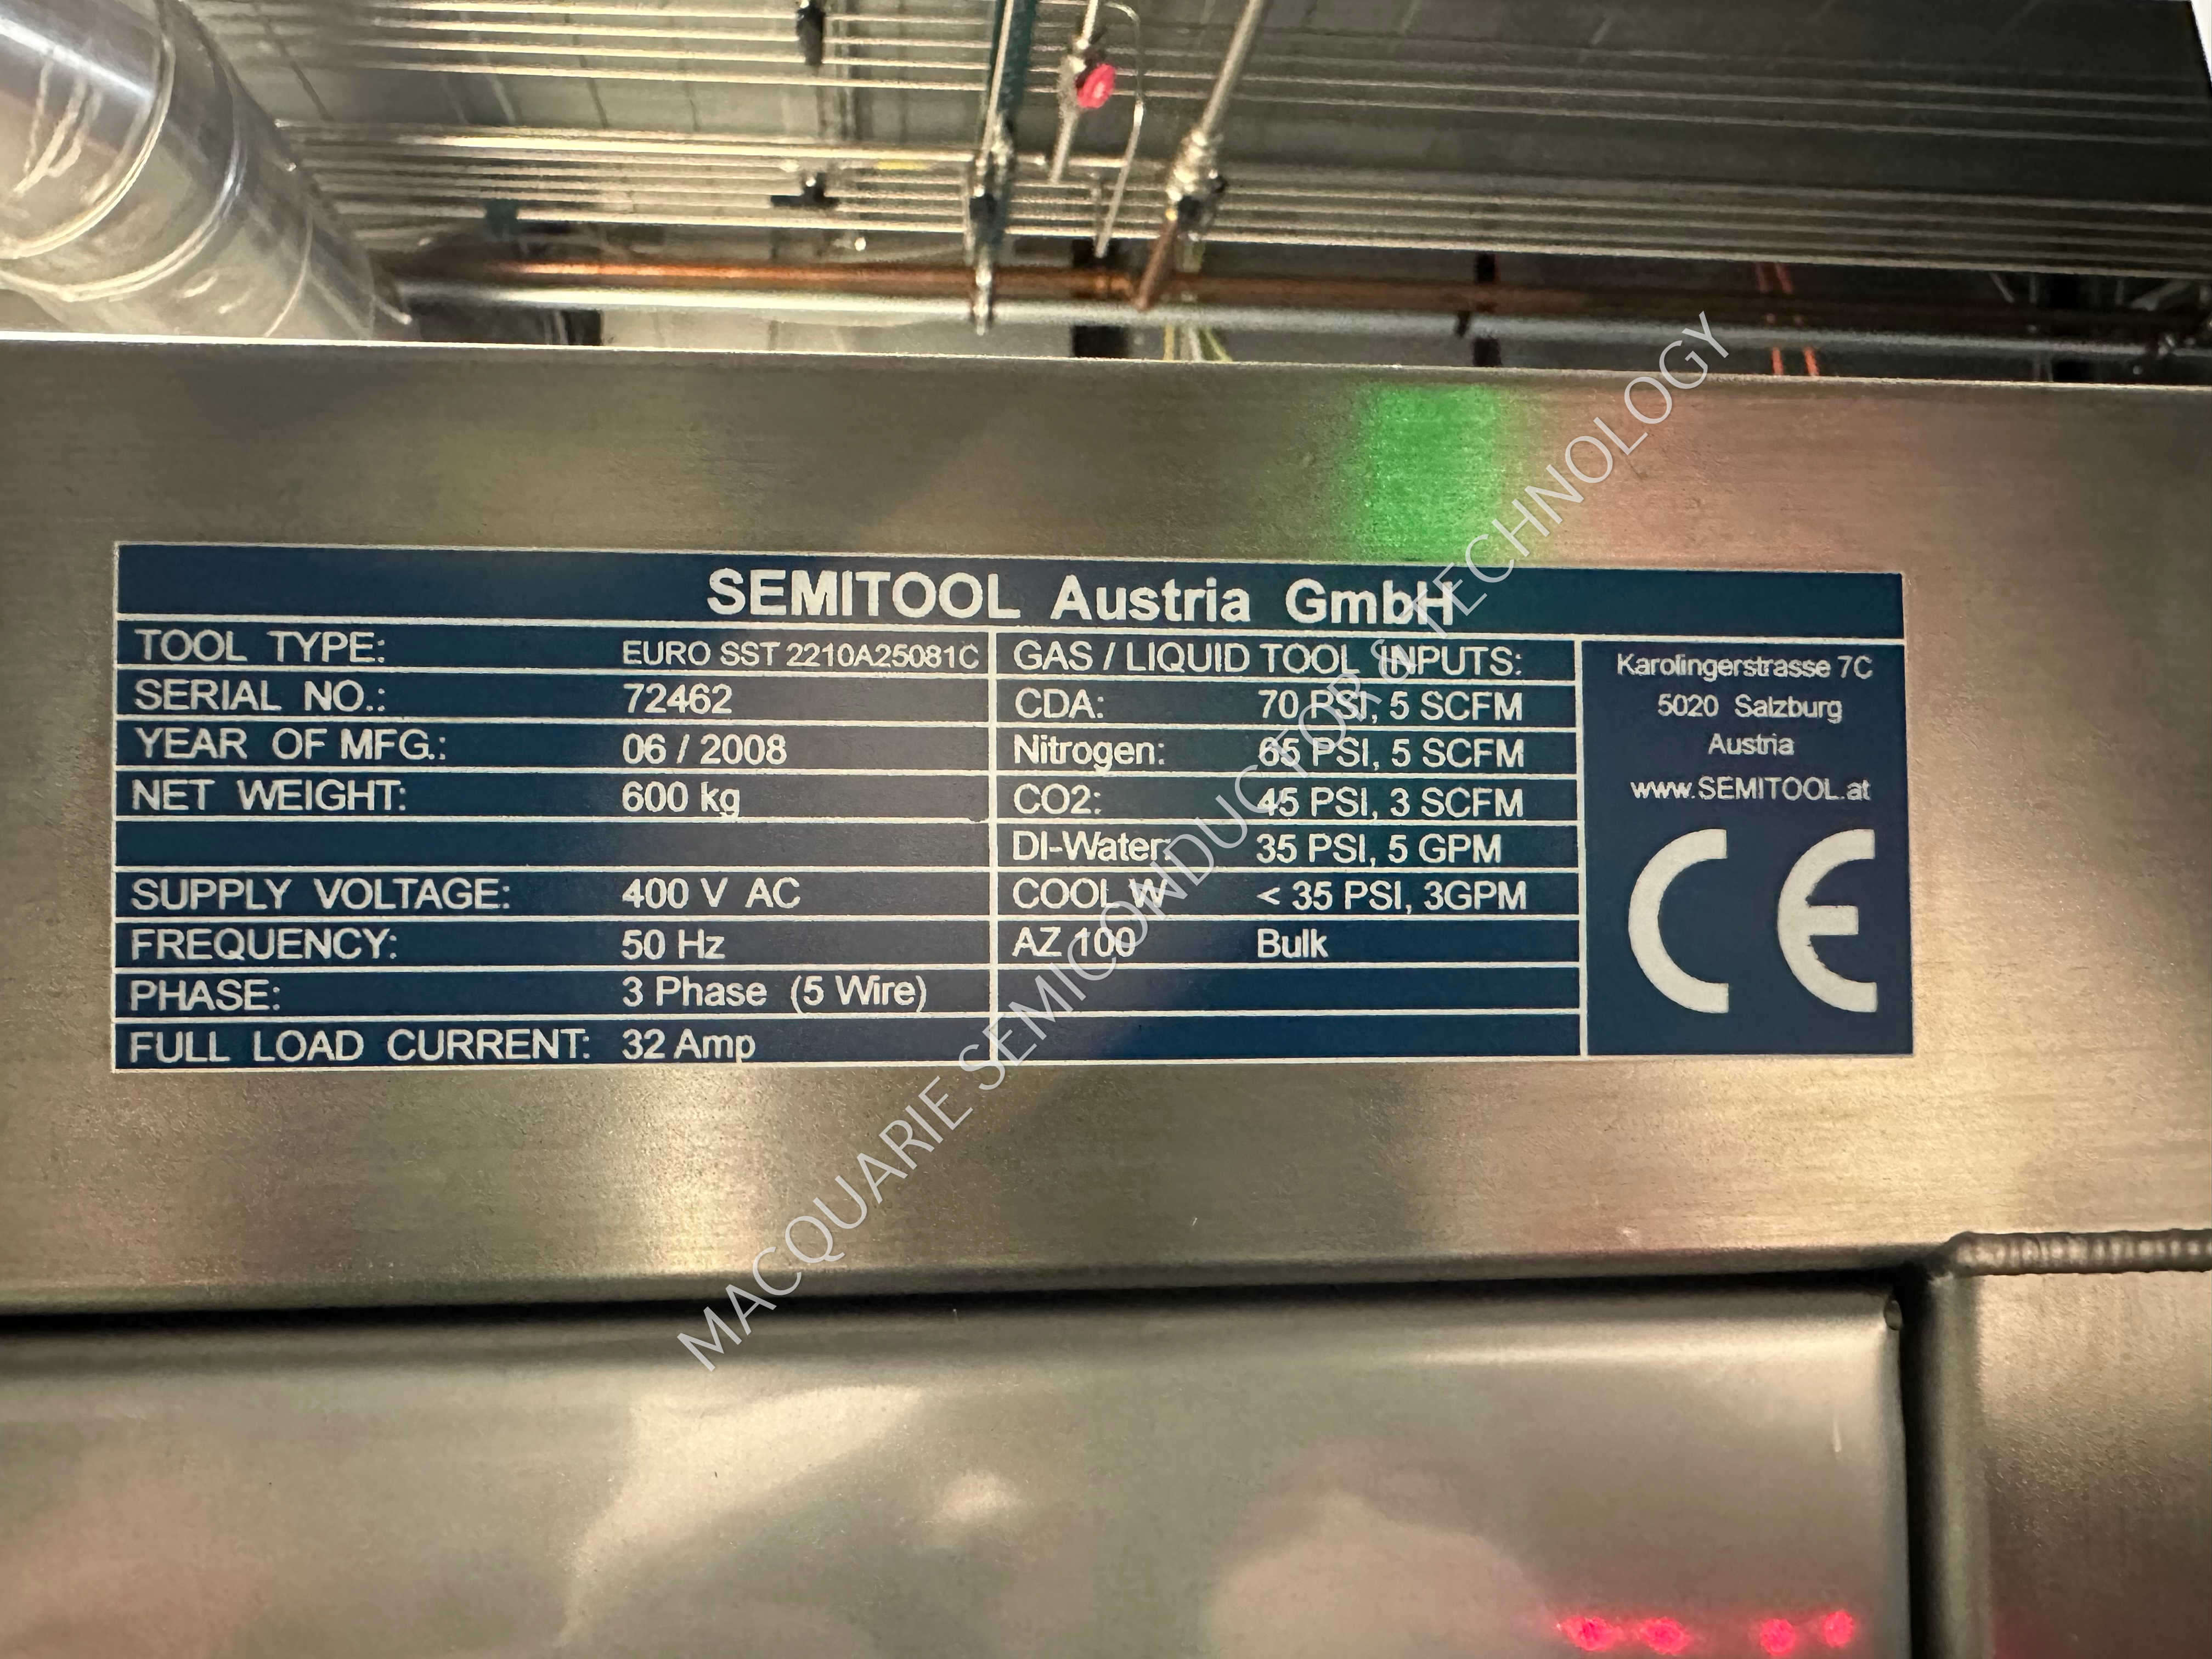 SEMITOOL Austria GmbH
TOOL TYPE: EURO SST 2210A25081C
SERIAL NO.: 72462
YEAR OF MFG.: 06 / 2008
NET WEIGHT: 600 kg
SUPPLY VOLTAGE: 400 V AC
FREQUENCY: 50 Hz
PHASE: 3 Phase (5 Wire)
FULL LOAD CURRENT: 32 Amp
GAS / LIQUID TOOL INPUTS:
CDA: 70 PSI, 5 SCFM
Nitrogen: 65 PSI, 5 SCFM
CO2: 45 PSI, 3 SCFM
DI-Water: 35 PSI, 5 GPM
COOL W < 35 PSI, 3GPM
AZ 100 Bulk
Karolingerstrasse 7C
5020 Salzburg
Austria
www.SEMITOOL.at
CE
MACQUARIE SEMICONDUCTOR & TECHNOLOGY